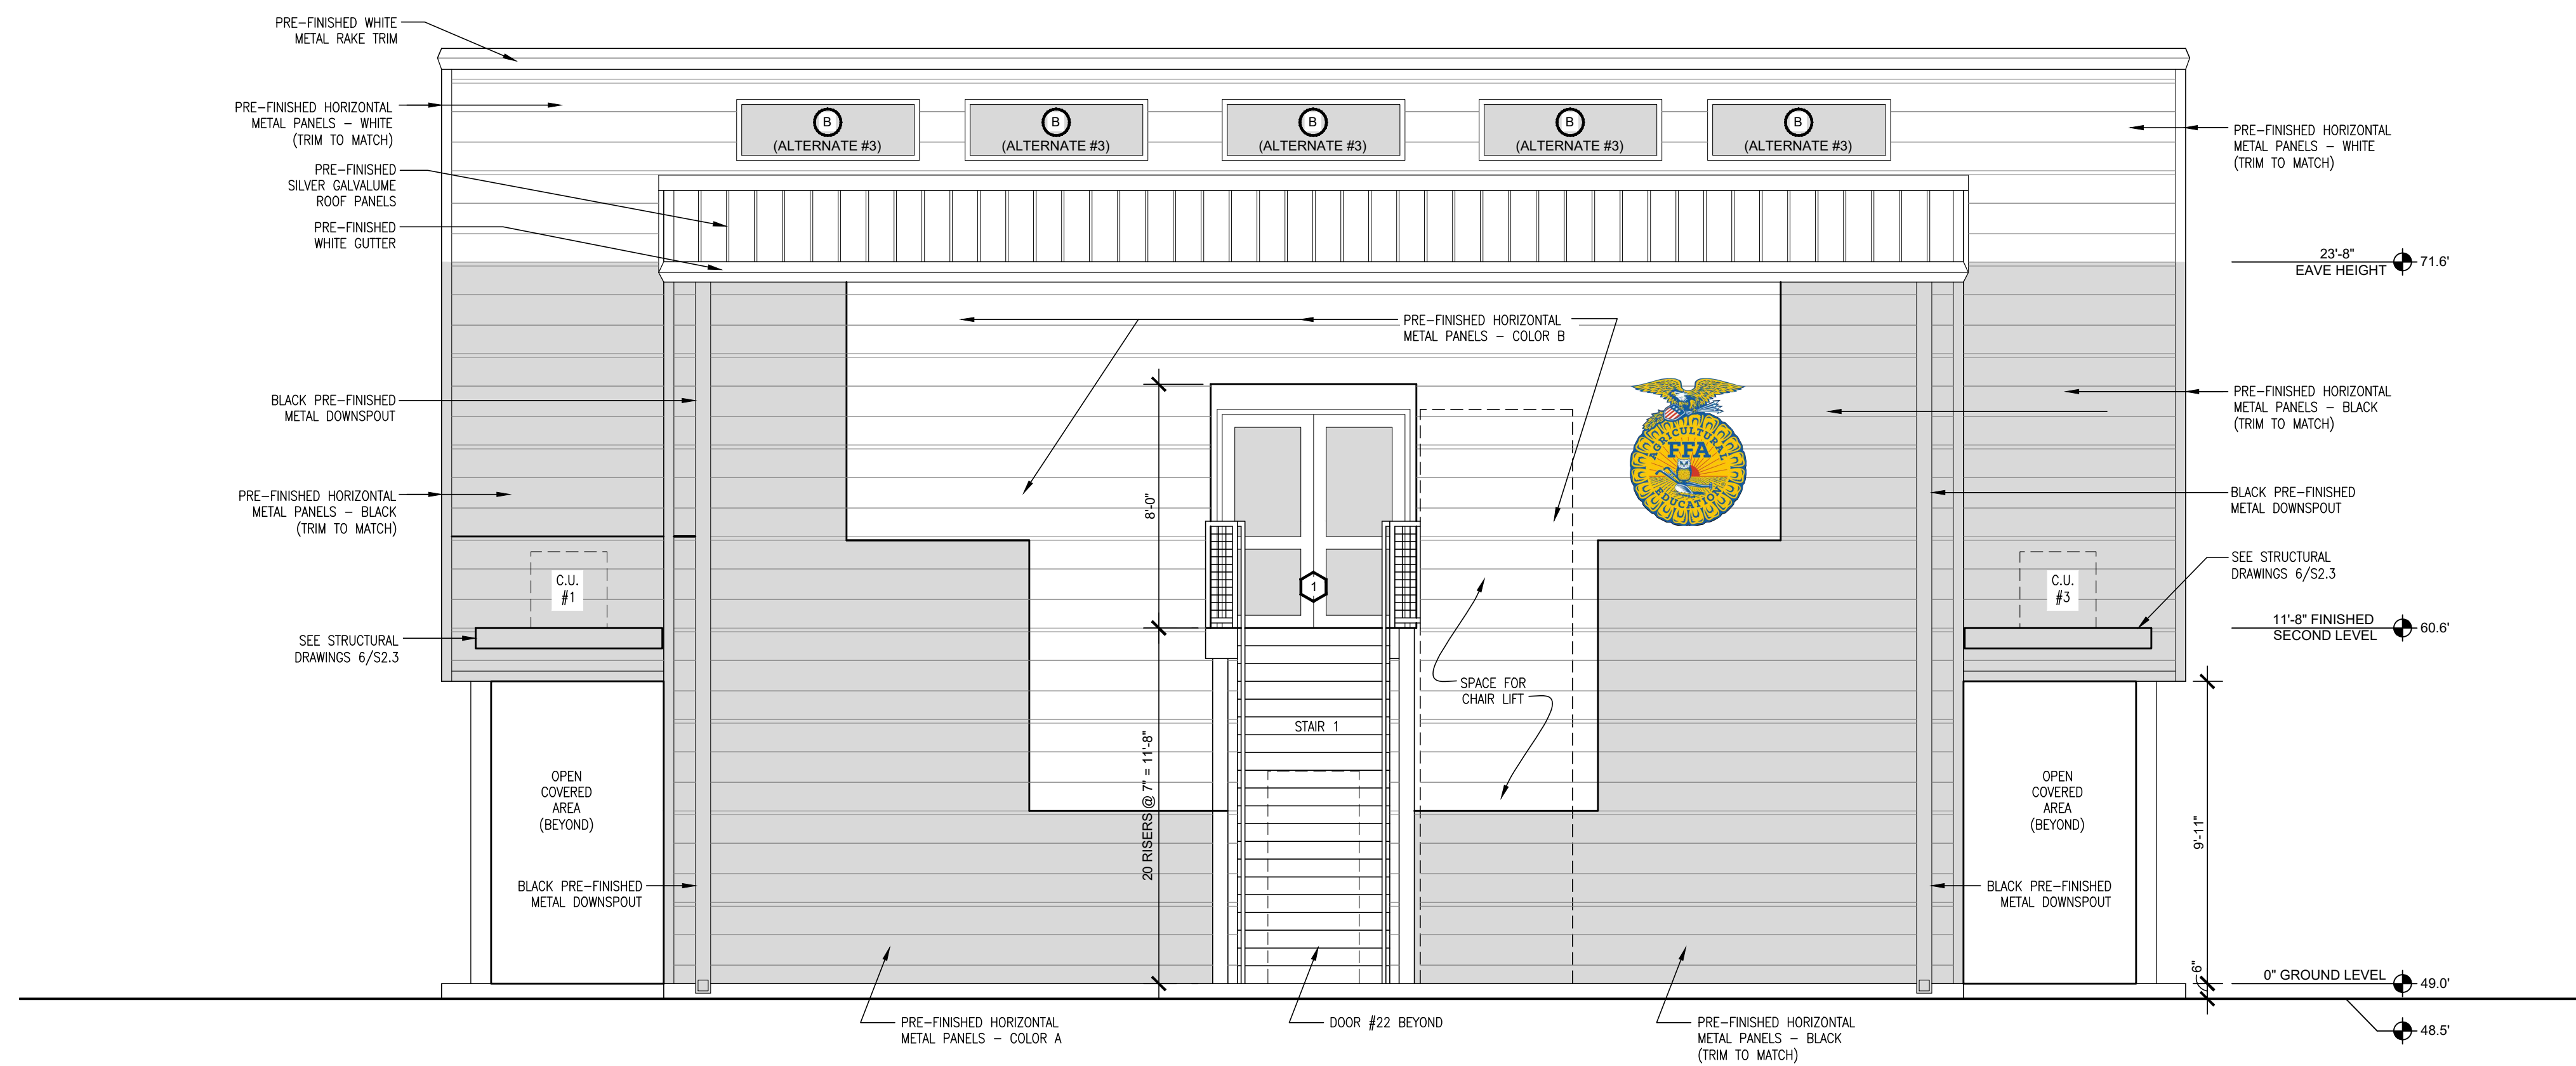 PRE-FINISHED WHITE
METAL RAKE TRIM
PRE-FINISHED HORIZONTAL
METAL PANELS - WHITE
(TRIM TO MATCH)
PRE-FINISHED
SILVER GALVALUME
ROOF PANELS
PRE-FINISHED
WHITE GUTTER
BLACK PRE-FINISHED
METAL DOWNSPOUT
PRE-FINISHED HORIZONTAL
METAL PANELS - BLACK
(TRIM TO MATCH)
SEE STRUCTURAL
DRAWINGS 6/S2.3
B
(ALTERNATE #3)
B
(ALTERNATE #3)
B
(ALTERNATE #3)
B
(ALTERNATE #3)
B
(ALTERNATE #3)
PRE-FINISHED HORIZONTAL
METAL PANELS - COLOR B
AGRICULTURAL
FFA
EDUCATION
8'-0"
1
C.U.
#1
C.U.
#3
SPACE FOR
CHAIR LIFT
STAIR 1
20 RISERS @ 7" = 11'-8"
OPEN
COVERED
AREA
(BEYOND)
OPEN
COVERED
AREA
(BEYOND)
BLACK PRE-FINISHED
METAL DOWNSPOUT
BLACK PRE-FINISHED
METAL DOWNSPOUT
PRE-FINISHED HORIZONTAL
METAL PANELS - COLOR A
DOOR #22 BEYOND
PRE-FINISHED HORIZONTAL
METAL PANELS - BLACK
(TRIM TO MATCH)
PRE-FINISHED HORIZONTAL
METAL PANELS - WHITE
(TRIM TO MATCH)
23'-8"
EAVE HEIGHT
71.6'
PRE-FINISHED HORIZONTAL
METAL PANELS - BLACK
(TRIM TO MATCH)
BLACK PRE-FINISHED
METAL DOWNSPOUT
SEE STRUCTURAL
DRAWINGS 6/S2.3
11'-8" FINISHED
SECOND LEVEL
60.6'
9'-11"
6"
0" GROUND LEVEL
49.0'
48.5'